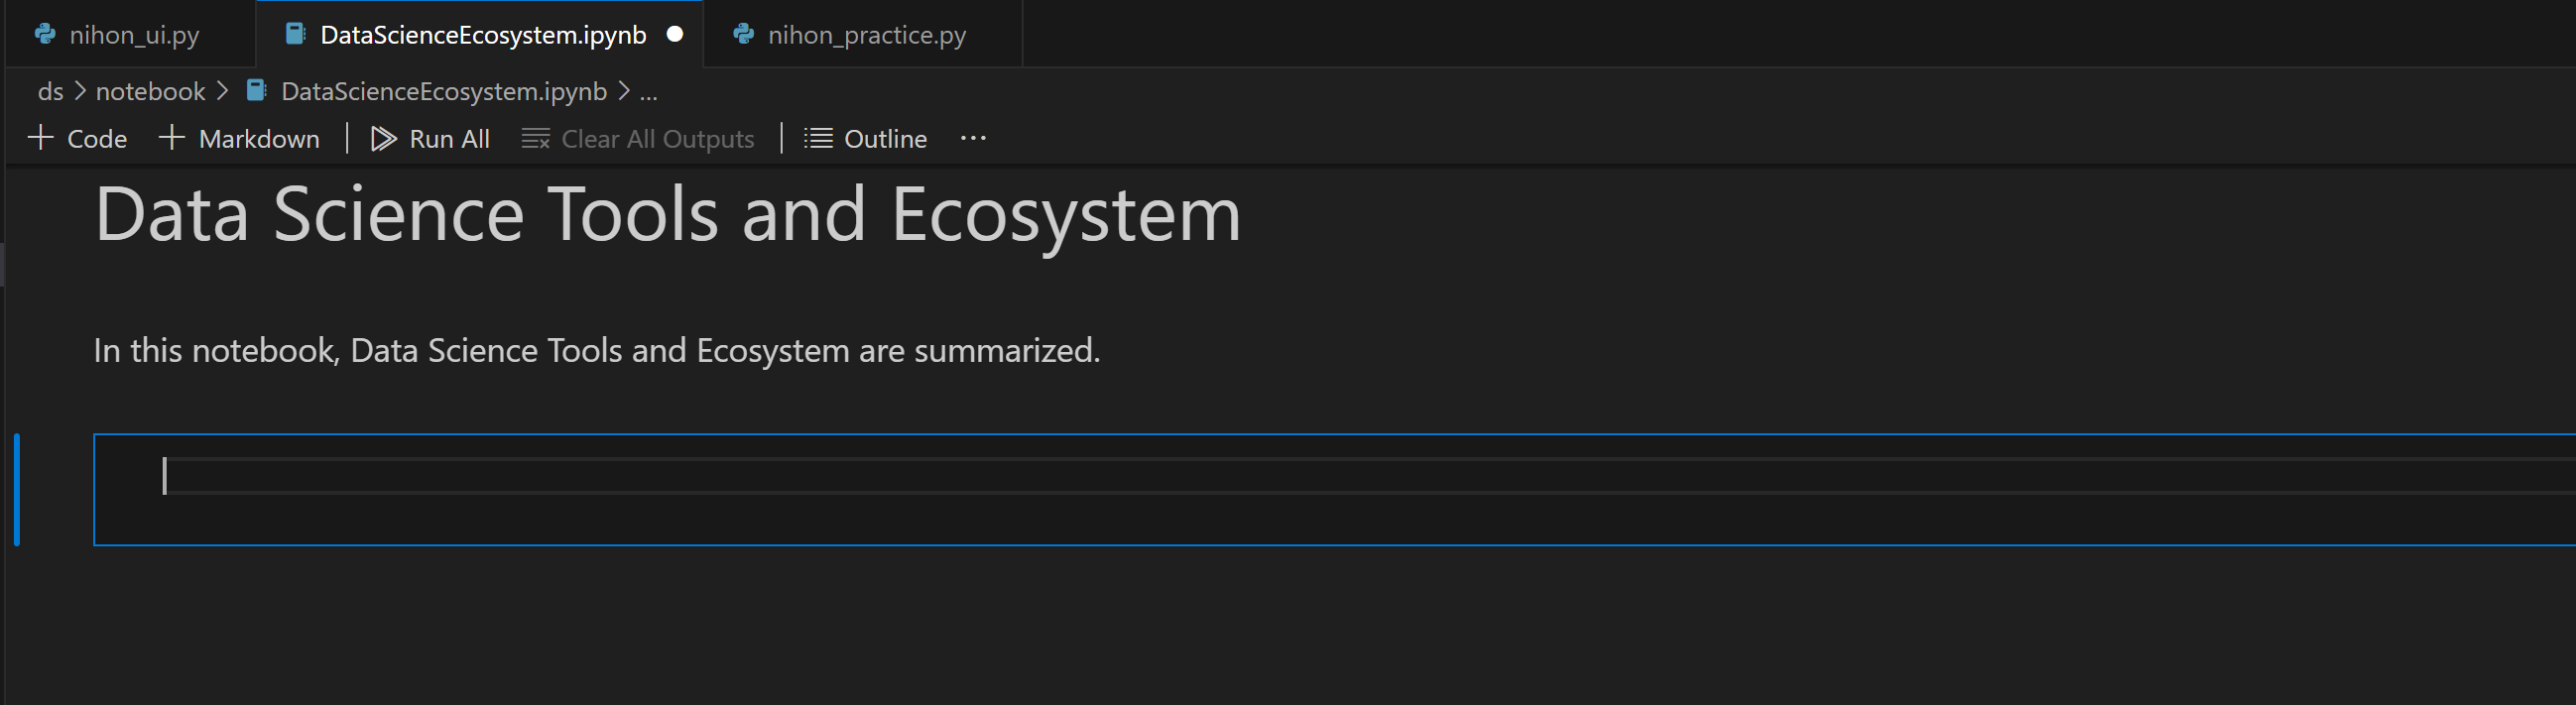 nihon_ui.py DataScienceEcosystem.ipynb nihon_practice.py
ds > notebook > DataScienceEcosystem.ipynb > ...
+ Code + Markdown | Run All Clear All Outputs | Outline ...
Data Science Tools and Ecosystem
In this notebook, Data Science Tools and Ecosystem are summarized.